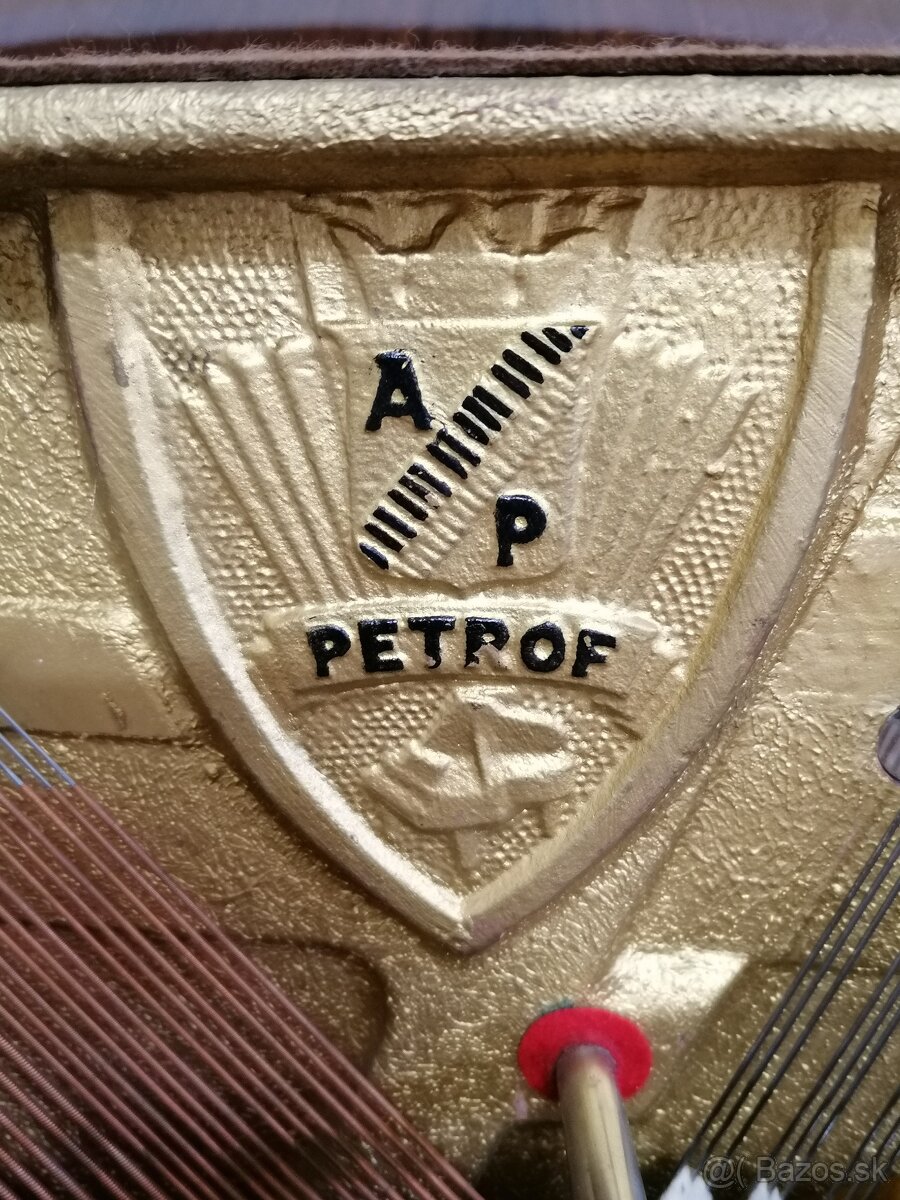 A
P
PETROF
@( Bazos.sk